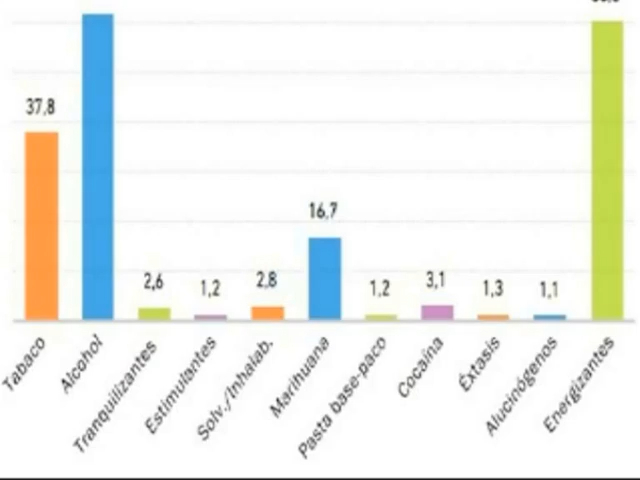 37,8
16,7
2,6
1,2
2,8
1,2
3,1
1,3
1,1
Tabaco
Alcohol
Tranquilizantes
Estimulantes
Solv./Inhalab.
Marihuana
Pasta base-paco
Cocaína
Éxtasis
Alucinógenos
Energizantes